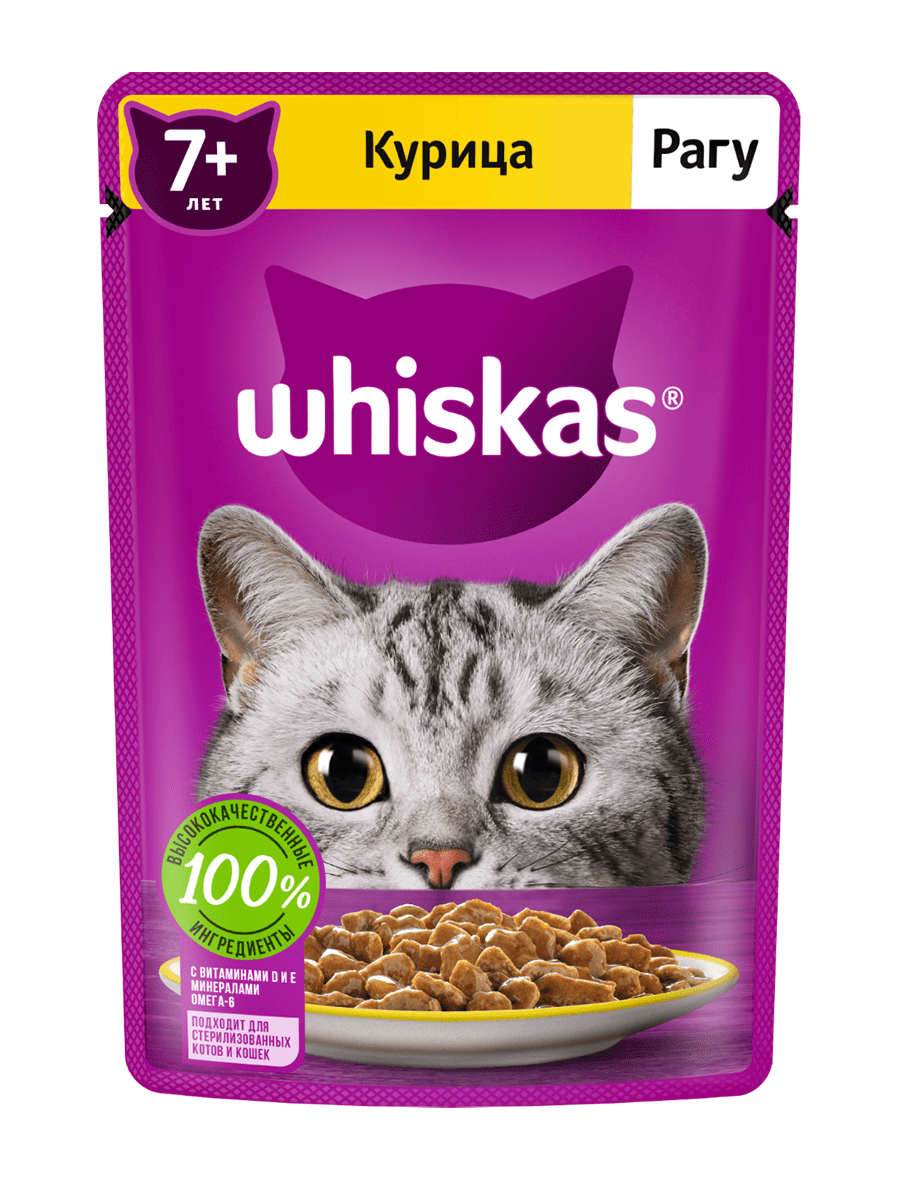 7+
ЛЕТ
Курица
Рагу
whiskas®
ВЫСОКОКАЧЕСТВЕННЫЕ
100%
ИНГРЕДИЕНТЫ
С ВИТАМИНАМИ D И E
МИНЕРАЛАМИ
ОМЕГА-6
ПОДХОДИТ ДЛЯ
СТЕРИЛИЗОВАННЫХ
КОТОВ И КОШЕК